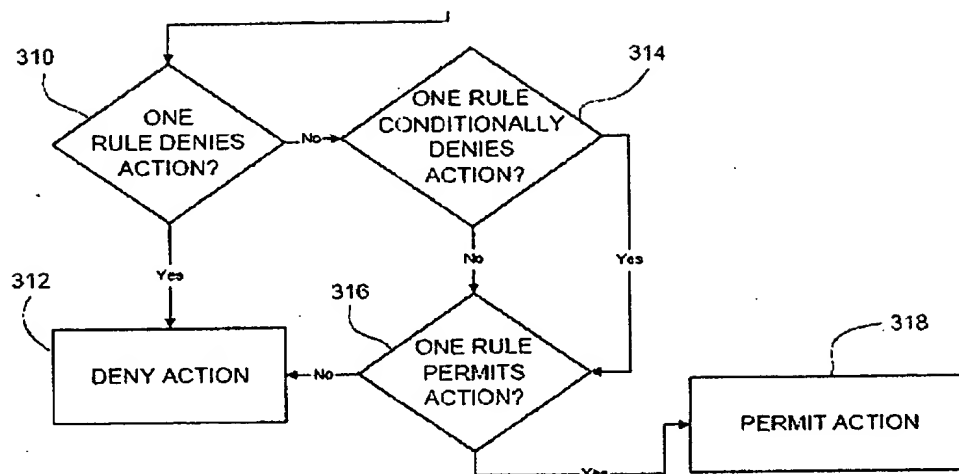 310
ONE
RULE DENIES
ACTION?
No
314
ONE RULE
CONDITIONALLY
DENIES
ACTION?
Yes
No
Yes
312
DENY ACTION
No
316
ONE RULE
PERMITS
ACTION?
Yes
318
PERMIT ACTION